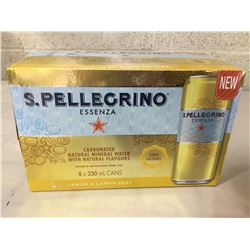 NEW
S.PELLEGRINO
ESSENZA
CARBONATED
NATURAL MINERAL WATER
WITH NATURAL FLAVOURS
8 x 330 mL CANS
ZERO
CALORIES
LEMON & LEMON ZEST